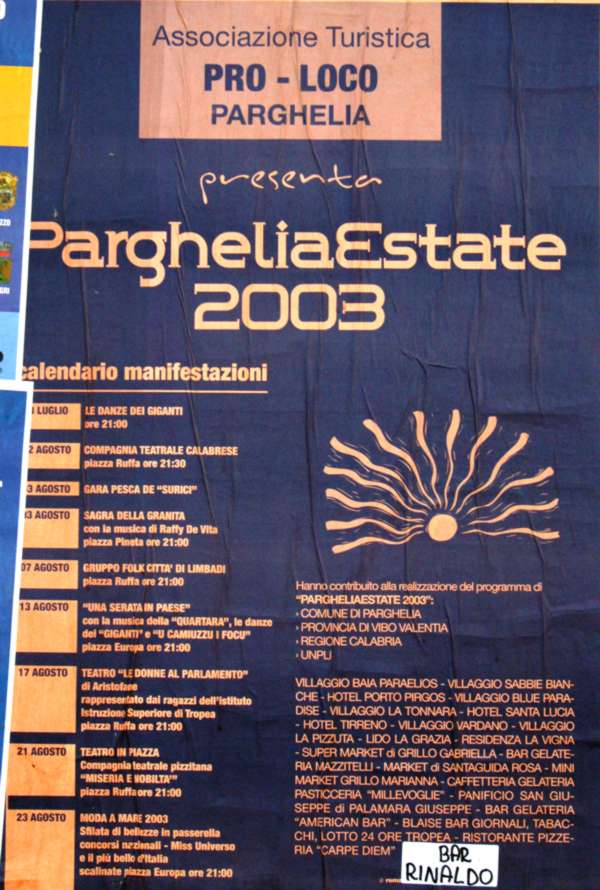 Associazione Turistica
PRO - LOCO
PARGHELIA
presenta
PargheliaEstate
2003
calendario manifestazioni
LUGLIO
LE DANZE DEI GIGANTI
ore 21:00
2 AGOSTO
COMPAGNIA TEATRALE CALABRESE
piazza Ruffa ore 21:30
3 AGOSTO
GARA PESCA DE "SURICI"
03 AGOSTO
SAGRA DELLA GRANITA
con la musica di Raffy De Vita
piazza Pineta ore 21:00
07 AGOSTO
GRUPPO FOLK CITTA' DI LIMBADI
piazza Ruffa ore 21:00
13 AGOSTO
"UNA SERATA IN PAESE"
con la musica della "QUARTARA", le danze
dei "GIGANTI" e "U CAMIUZZU I FOCU"
piazza Europa ore 21:00
17 AGOSTO
TEATRO "LE DONNE AL PARLAMENTO"
di Aristofane
rappresentato dai ragazzi dell'istituto
Istruzione Superiore di Tropea
piazza Ruffa ore 21:00
21 AGOSTO
TEATRO IN PIAZZA
Compagnia teatrale pizzitana
"MISERIA E NOBILTA'"
piazza Ruffa ore 21:00
23 AGOSTO
MODA A MARE 2003
Sfilata di bellezze in passerella
concorsi nazionali - Miss Universo
e il più bello d'Italia
scalinate piazza Europa ore 21:00
Hanno contribuito alla realizzazione del programma di
"PARGHELIAESTATE 2003":
› COMUNE DI PARGHELIA
› PROVINCIA DI VIBO VALENTIA
› REGIONE CALABRIA
› UNPLI
VILLAGGIO BAIA PARAELIOS - VILLAGGIO SABBIE BIAN-
CHE - HOTEL PORTO PIRGOS - VILLAGGIO BLUE PARA-
DISE - VILLAGGIO LA TONNARA - HOTEL SANTA LUCIA
- HOTEL TIRRENO - VILLAGGIO VARDANO - VILLAGGIO
LA PIZZUTA - LIDO LA GRAZIA - RESIDENZA LA VIGNA
- SUPER MARKET di GRILLO GABRIELLA - BAR GELATE-
RIA MAZZITELLI - MARKET di SANTAGUIDA ROSA - MINI
MARKET GRILLO MARIANNA - CAFFETTERIA GELATERIA
PASTICCERIA "MILLEVOGLIE" - PANIFICIO SAN GIU-
SEPPE di PALAMARA GIUSEPPE - BAR GELATERIA
"AMERICAN BAR" - BLAISE BAR GIORNALI, TABAC-
CHI, LOTTO 24 ORE TROPEA - RISTORANTE PIZZE-
RIA "CARPE DIEM"
BAR
RINALDO